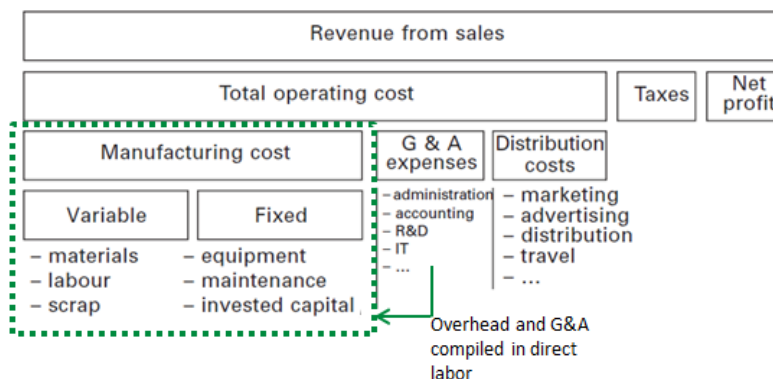 Revenue from sales
Total operating cost
Taxes
Net
profit
Manufacturing cost
G & A
expenses
Distribution
costs
Variable
Fixed
– materials
– labour
– scrap
– equipment
– maintenance
– invested capital
– administration
– accounting
– R&D
– IT
– ...
– marketing
– advertising
– distribution
– travel
– ...
Overhead and G&A
compiled in direct
labor